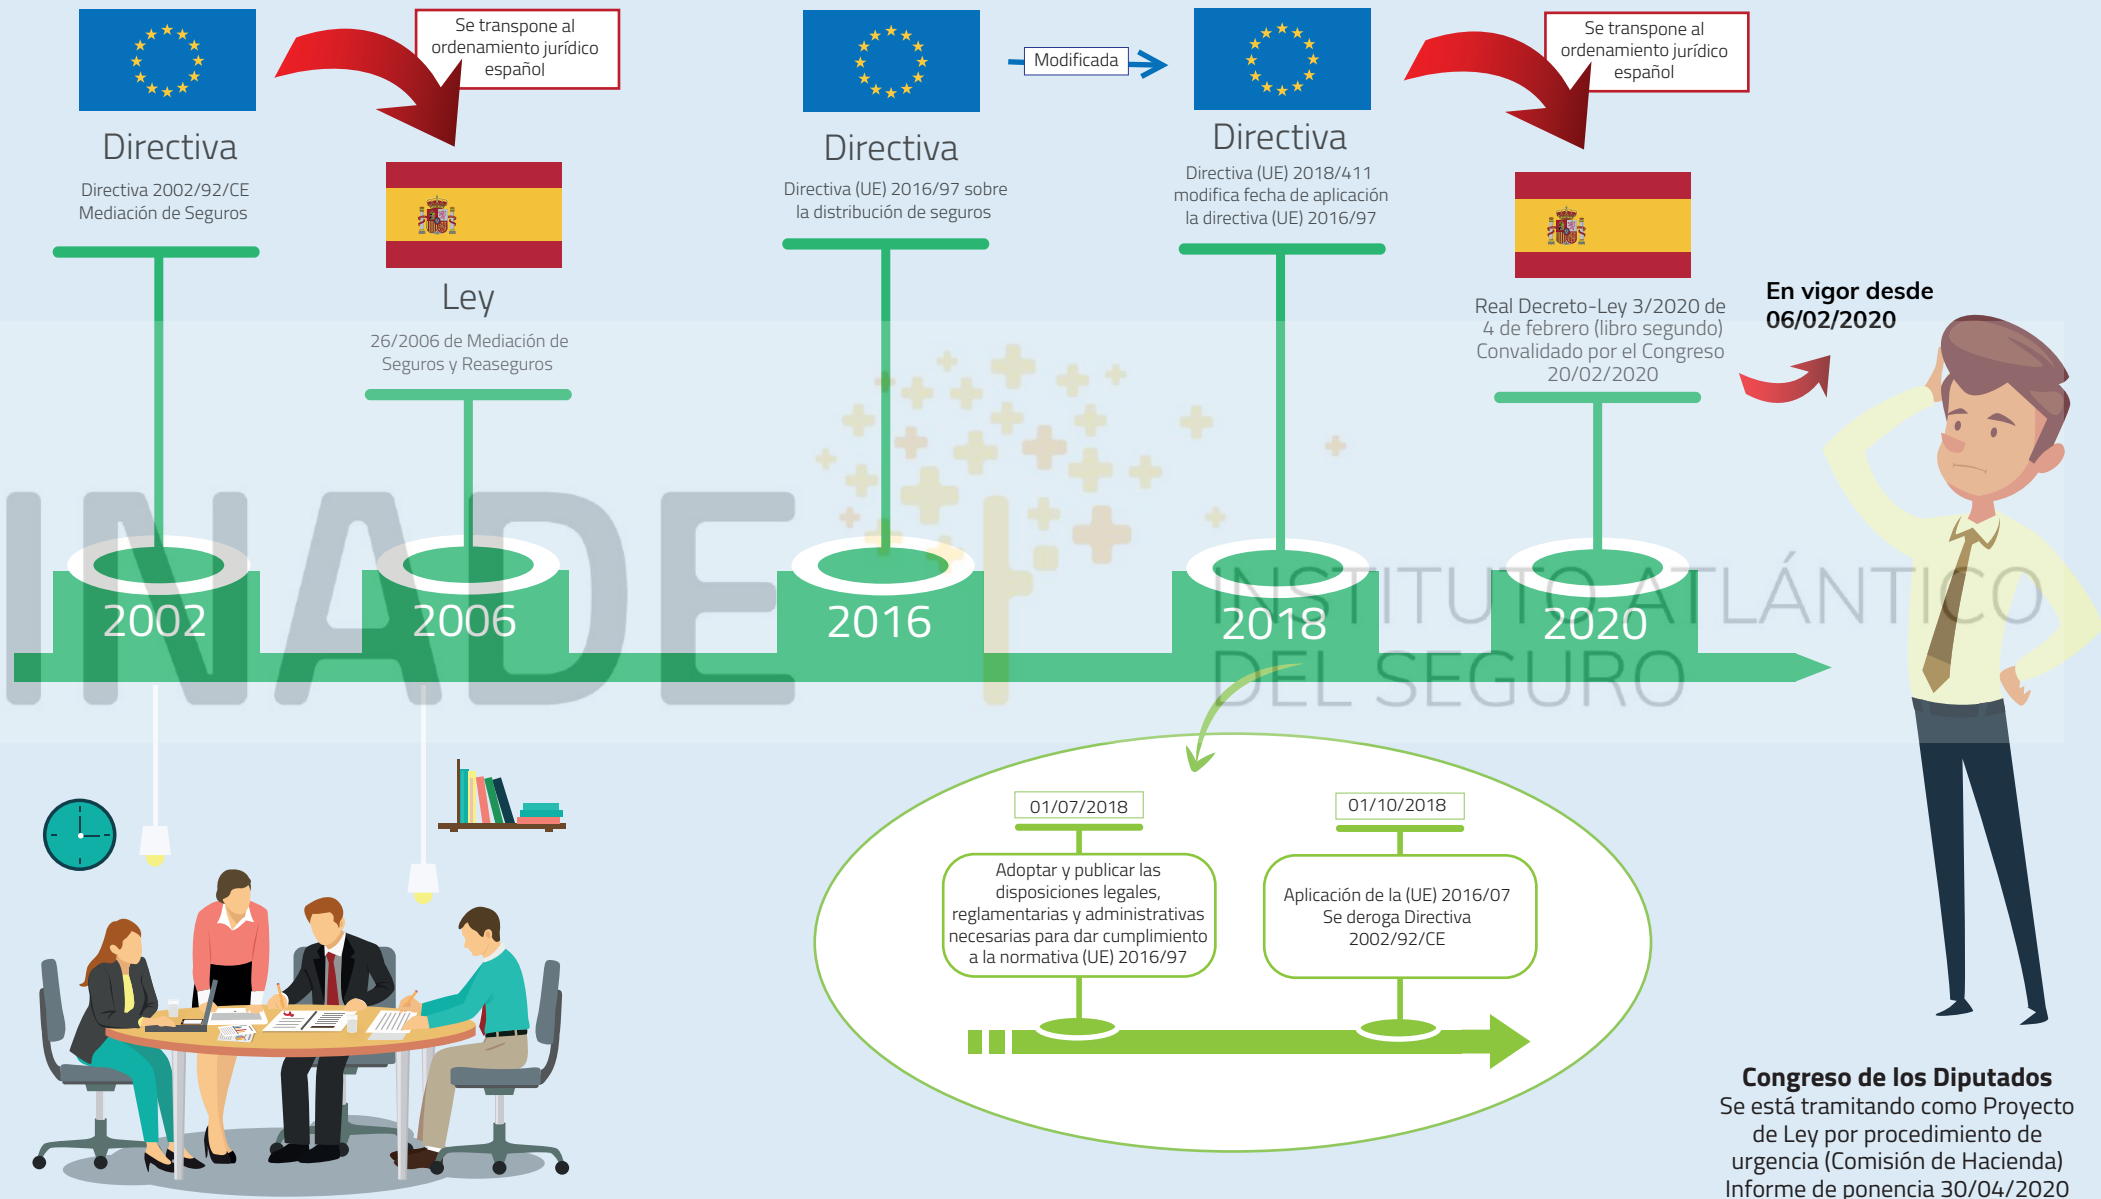 Se transpone al
ordenamiento jurídico
español
Directiva
Directiva 2002/92/CE
Mediación de Seguros
Ley
26/2006 de Mediación de
Seguros y Reaseguros
Directiva
Directiva (UE) 2016/97 sobre
la distribución de seguros
Modificada
Directiva
Directiva (UE) 2018/411
modifica fecha de aplicación
la directiva (UE) 2016/97
Se transpone al
ordenamiento jurídico
español
Real Decreto-Ley 3/2020 de
4 de febrero (libro segundo)
Convalidado por el Congreso
20/02/2020
En vigor desde
06/02/2020
2002
2006
2016
2018
2020
INADE
INSTITUTO ATLÁNTICO
DEL SEGURO
01/07/2018
Adoptar y publicar las
disposiciones legales,
reglamentarias y administrativas
necesarias para dar cumplimiento
a la normativa (UE) 2016/97
01/10/2018
Aplicación de la (UE) 2016/07
Se deroga Directiva
2002/92/CE
Congreso de los Diputados
Se está tramitando como Proyecto
de Ley por procedimiento de
urgencia (Comisión de Hacienda)
Informe de ponencia 30/04/2020